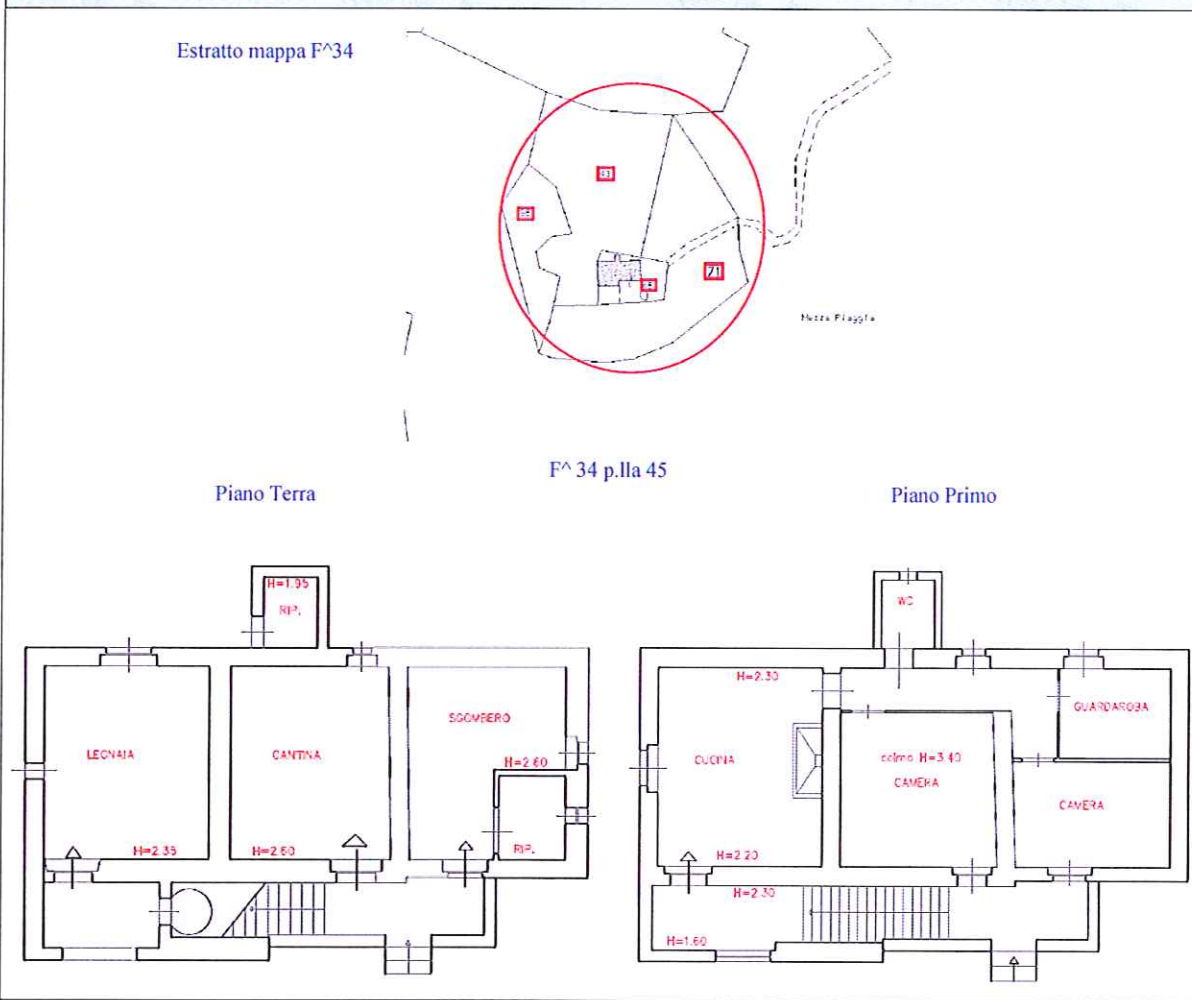 Estratto mappa F^34
71
Mezza Piaggia
F^ 34 p.lla 45
Piano Terra
Piano Primo
H=1.95
RIP.
LEGNAIA
CANTINA
SGOMBERO
H=2.60
H=2.35
H=2.60
RIP.
WC
H=2.30
GUARDAROBA
CUCINA
colmo H=3.40
CAMERA
CAMERA
H=2.20
H=2.30
H=1.60